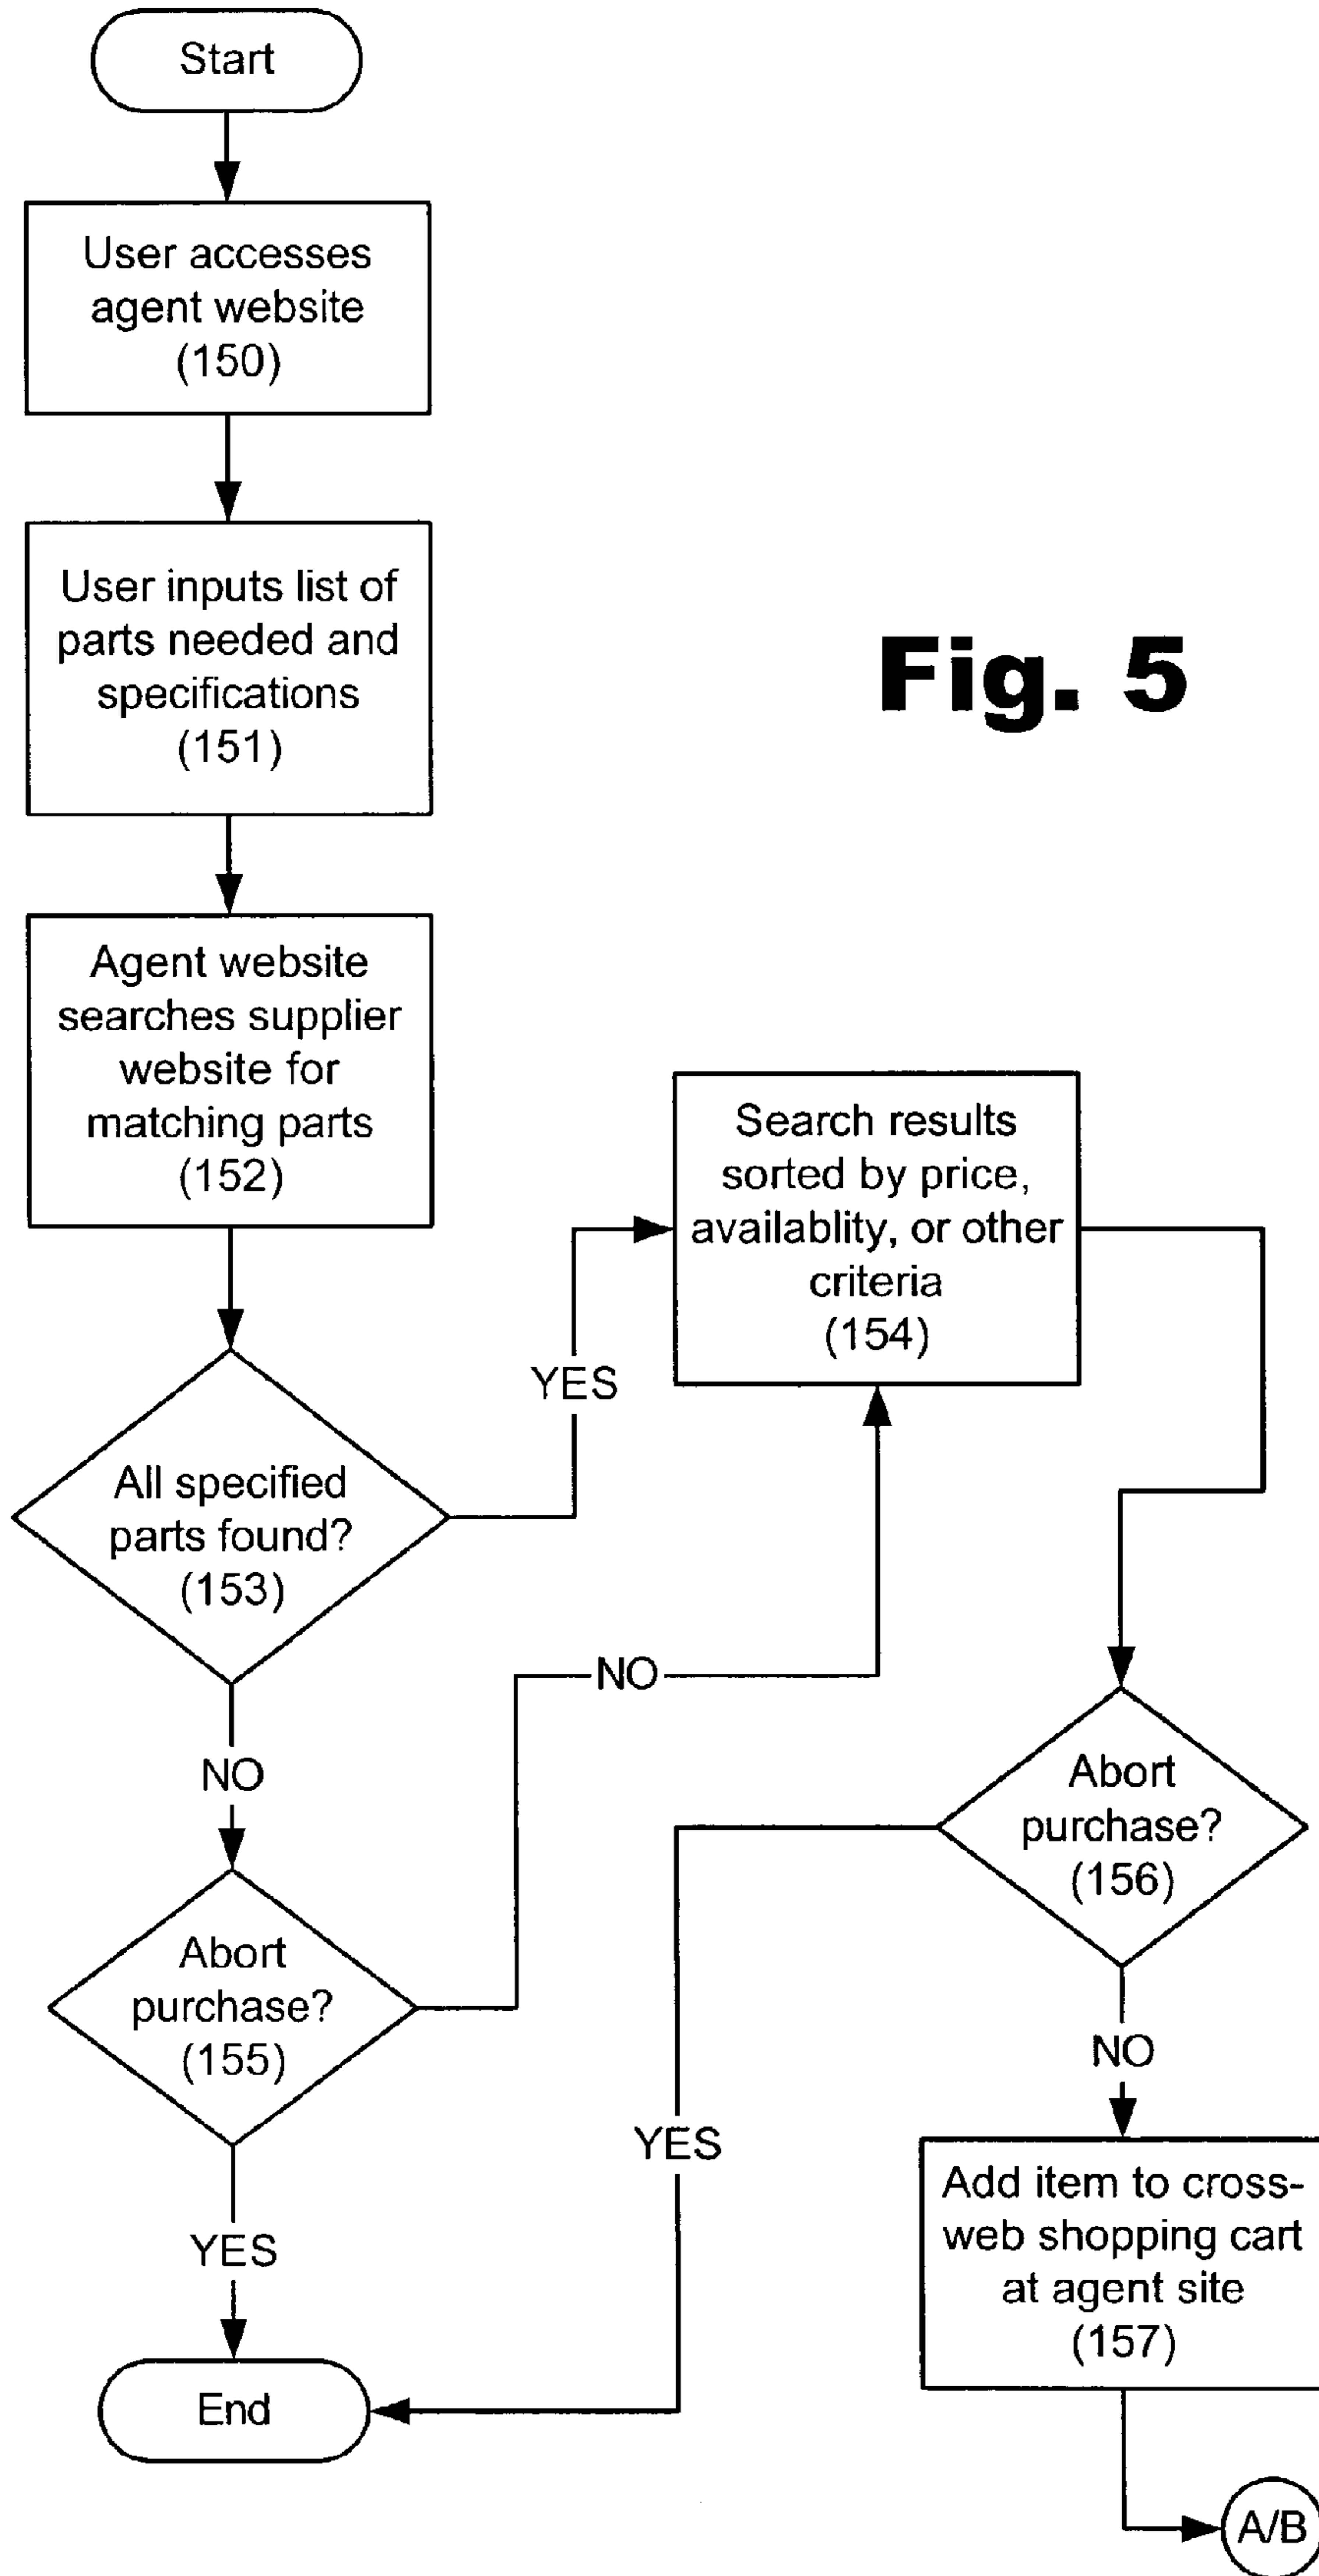 Start
User accesses
agent website
(150)
User inputs list of
parts needed and
specifications
(151)
Fig. 5
Agent website
searches supplier
website for
matching parts
(152)
Search results
sorted by price,
availablity, or other
criteria
(154)
YES
All specified
parts found?
(153)
NO
NO
Abort
purchase?
(156)
Abort
purchase?
(155)
NO
YES
YES
Add item to cross-
web shopping cart
at agent site
(157)
End
A/B